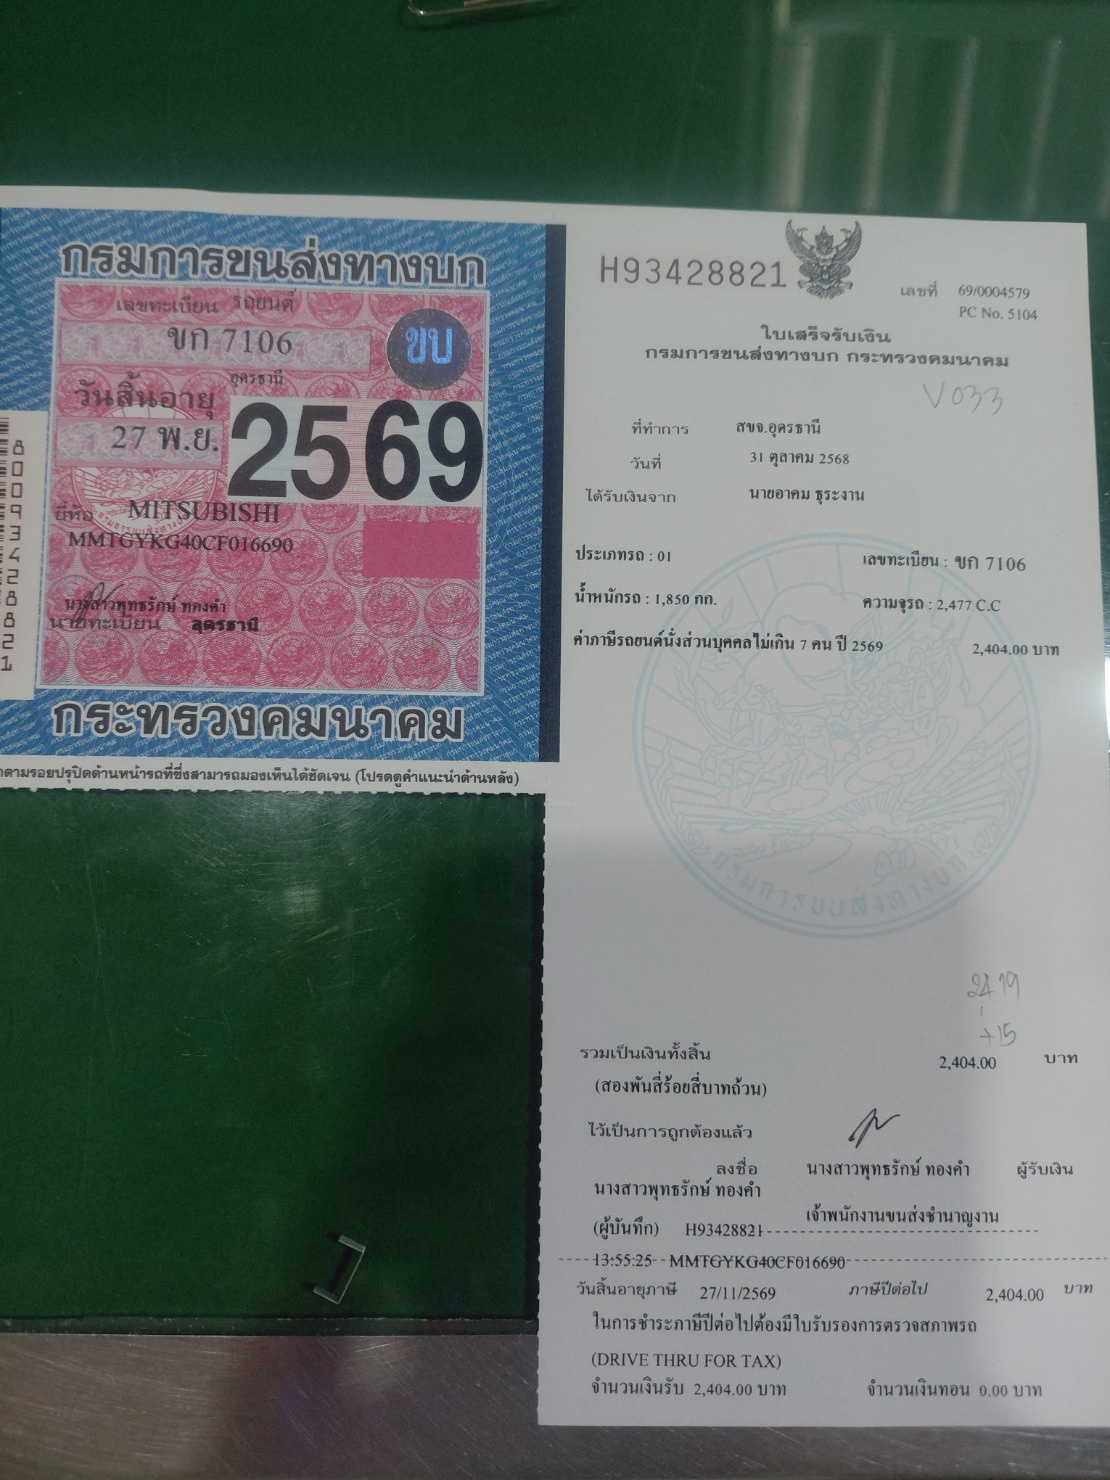 กรมการขนส่งทางบก
เลขทะเบียน รถยนต์
ขก 7106
ขบ
อุดรธานี
วันสิ้นอายุ
27 พ.ย.
2569
ยี่ห้อ MITSUBISHI
MMTGYKG40CF016690
นางสาวพุทธรักษ์ ทองคำ
นายทะเบียน อุดรธานี
กระทรวงคมนาคม
ตามรอยปรุปิดด้านหน้ารถที่ซึ่งสามารถมองเห็นได้ชัดเจน (โปรดดูคำแนะนำด้านหลัง)
80093428821
H93428821
เลขที่ 69/0004579
PC No. 5104
ใบเสร็จรับเงิน
กรมการขนส่งทางบก กระทรวงคมนาคม
V033
ที่ทำการ สขจ.อุดรธานี
วันที่ 31 ตุลาคม 2568
ได้รับเงินจาก นายอาคม ธุระงาน
ประเภทรถ : 01 เลขทะเบียน : ขก 7106
น้ำหนักรถ : 1,850 กก. ความจุรถ : 2,477 C.C
ค่าภาษีรถยนต์นั่งส่วนบุคคลไม่เกิน 7 คน ปี 2569 2,404.00 บาท
กรมการขนส่งทางบก
2419
+15
รวมเป็นเงินทั้งสิ้น 2,404.00 บาท
(สองพันสี่ร้อยสี่บาทถ้วน)
ไว้เป็นการถูกต้องแล้ว
ลงชื่อ นางสาวพุทธรักษ์ ทองคำ ผู้รับเงิน
นางสาวพุทธรักษ์ ทองคำ
เจ้าพนักงานขนส่งชำนาญงาน
(ผู้บันทึก) H93428821
13:55:25 MMTGYKG40CF016690
วันสิ้นอายุภาษี 27/11/2569 ภาษีปีต่อไป 2,404.00 บาท
ในการชำระภาษีปีต่อไปต้องมีใบรับรองการตรวจสภาพรถ
(DRIVE THRU FOR TAX)
จำนวนเงินรับ 2,404.00 บาท จำนวนเงินทอน 0.00 บาท